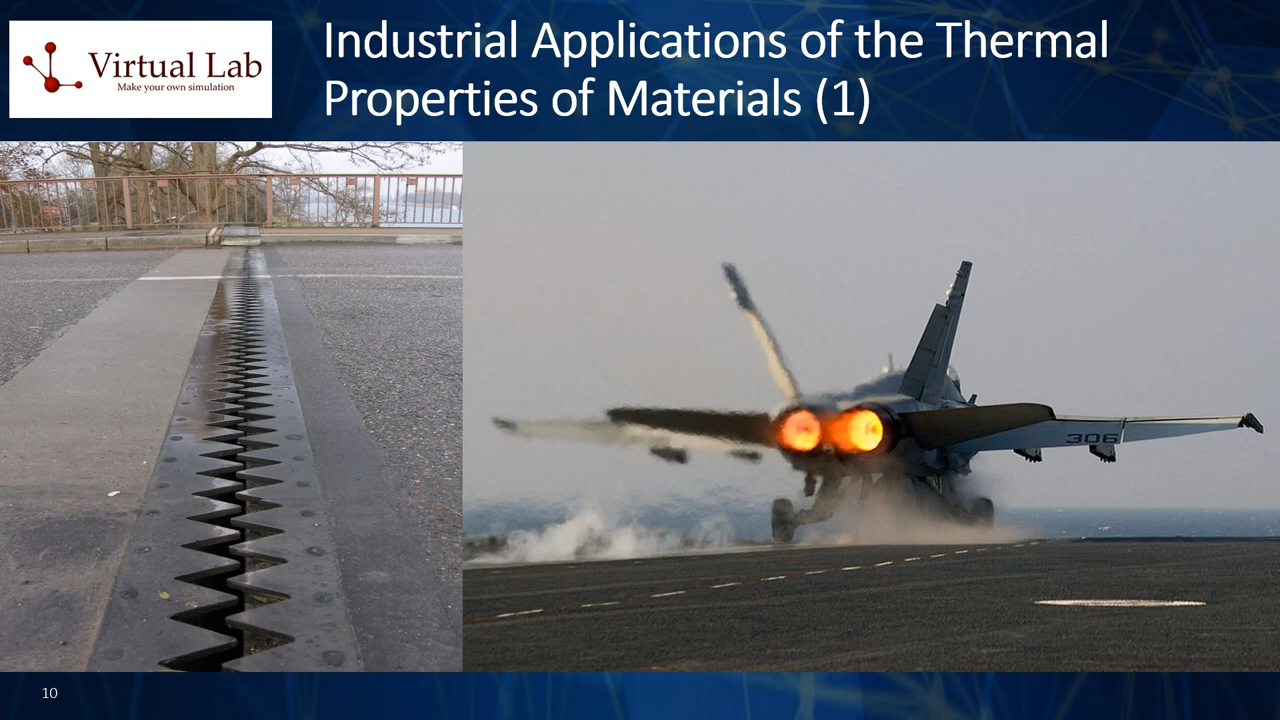 Virtual Lab
Make your own simulation
Industrial Applications of the Thermal
Properties of Materials (1)
306
10